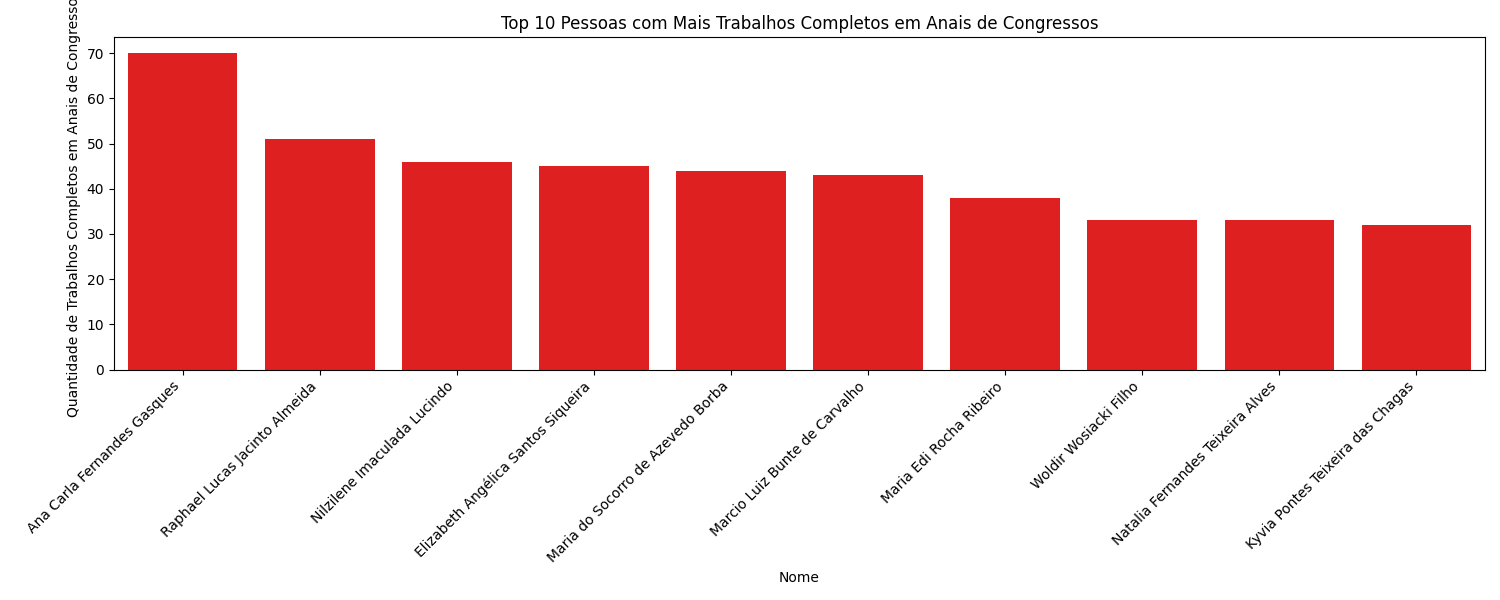 Top 10 Pessoas com Mais Trabalhos Completos em Anais de Congressos
Quantidade de Trabalhos Completos em Anais de Congresso
70
60
50
40
30
20
10
0
Ana Carla Fernandes Gasques
Raphael Lucas Jacinto Almeida
Nilzilene Imaculada Lucindo
Elizabeth Angélica Santos Siqueira
Maria do Socorro de Azevedo Borba
Marcio Luiz Bunte de Carvalho
Maria Edi Rocha Ribeiro
Woldir Wosiacki Filho
Natalia Fernandes Teixeira Alves
Kyvia Pontes Teixeira das Chagas
Nome